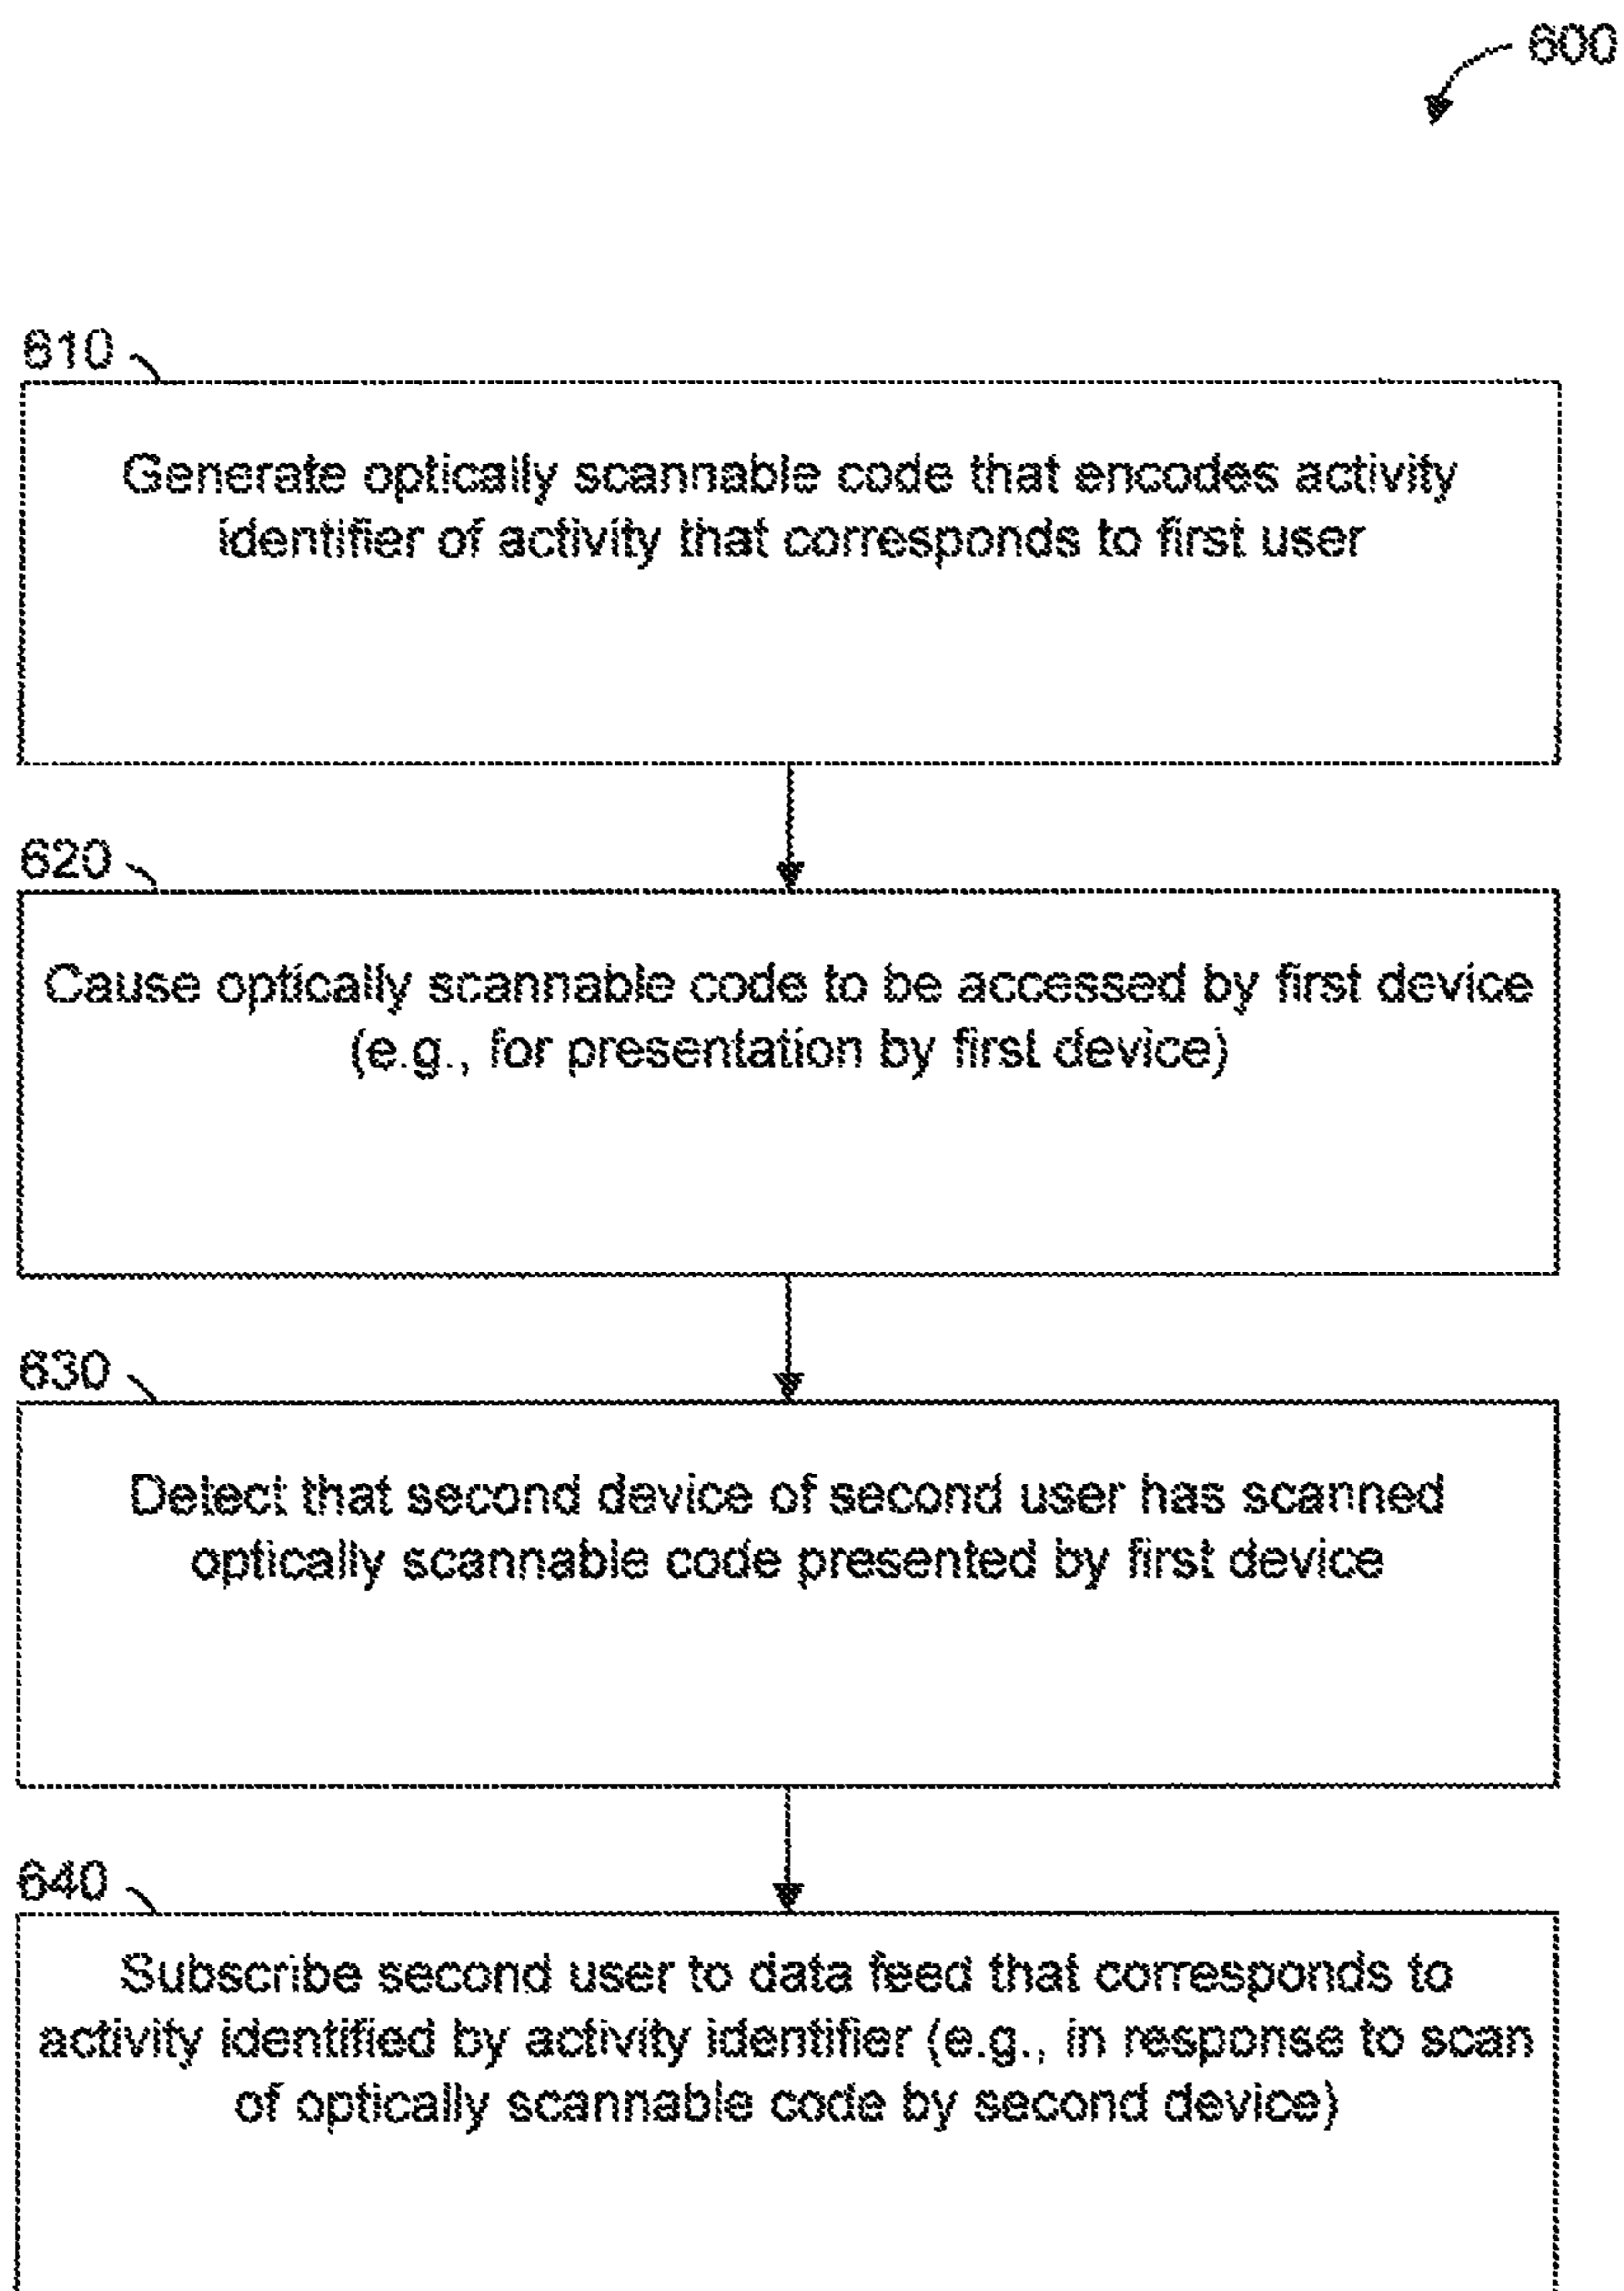 600
610
Generate optically scannable code that encodes activity
identifier of activity that corresponds to first user
620
Cause optically scannable code to be accessed by first device
(e.g., for presentation by first device)
630
Detect that second device of second user has scanned
optically scannable code presented by first device
640
Subscribe second user to data feed that corresponds to
activity identified by activity identifier (e.g., in response to scan
of optically scannable code by second device)